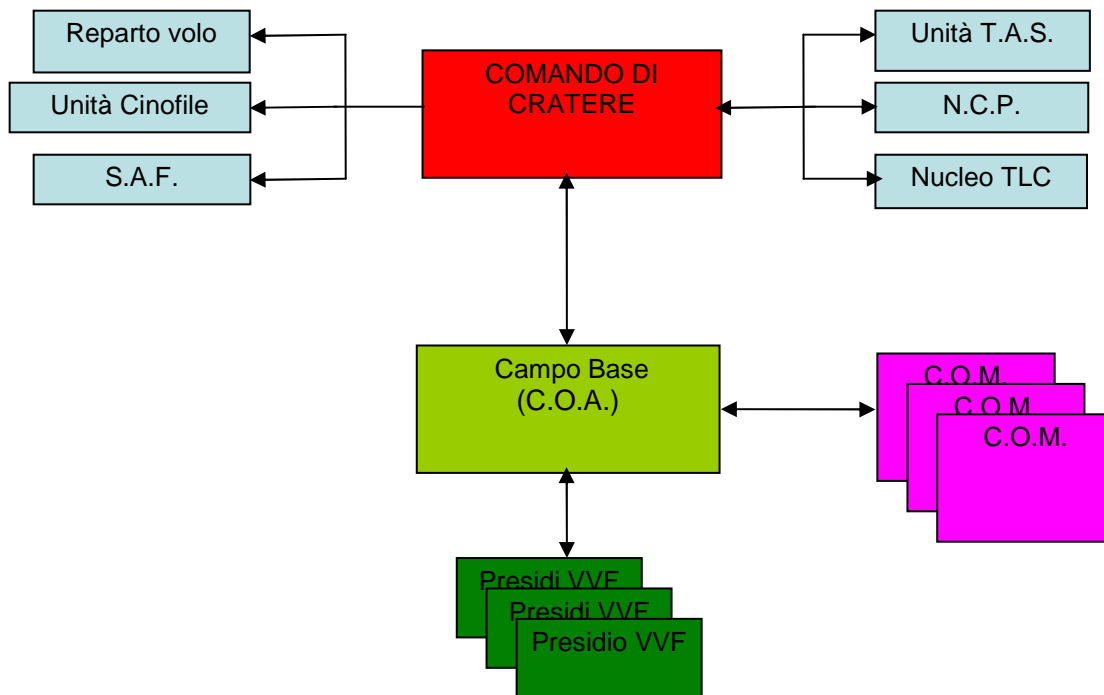 Reparto volo
Unità Cinofile
S.A.F.
COMANDO DI
CRATERE
Unità T.A.S.
N.C.P.
Nucleo TLC
Campo Base
(C.O.A.)
C.O.M.
C.O.M
C.O.M.
Presidi VVF
Presidi VVF
Presidio VVF